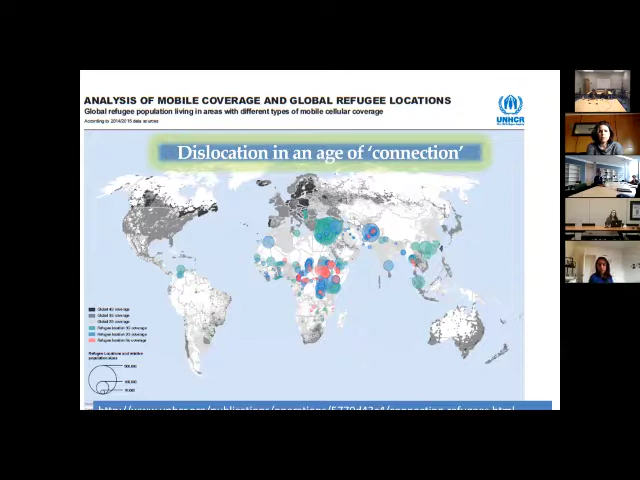 ANALYSIS OF MOBILE COVERAGE AND GLOBAL REFUGEE LOCATIONS
Global refugee population living in areas with different types of mobile cellular coverage
According to 2014/2015 data sources
UNHCR
Dislocation in an age of 'connection'
Global 4G coverage
Global 3G coverage
Global 2G coverage
Refugee location 3G coverage
Refugee location 2G coverage
Refugee location No coverage
Refugee Locations and relative
population sizes